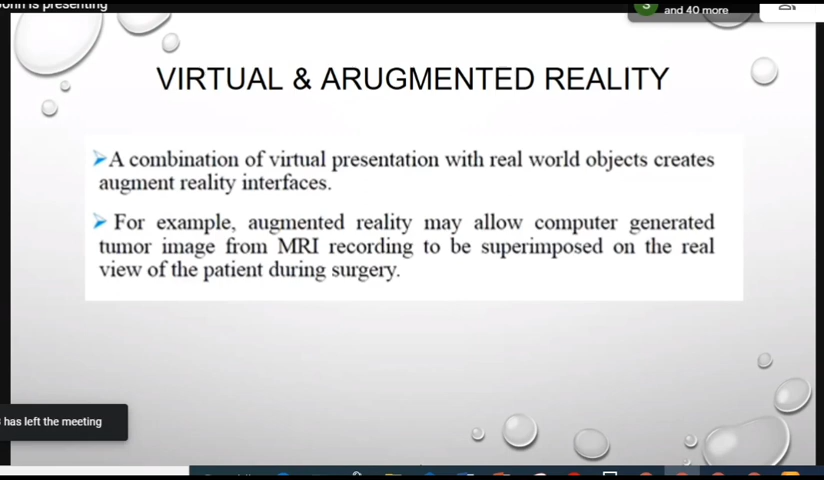 is presenting
and 40 more
VIRTUAL & ARUGMENTED REALITY
A combination of virtual presentation with real world objects creates
augment reality interfaces.
For example, augmented reality may allow computer generated
tumor image from MRI recording to be superimposed on the real
view of the patient during surgery.
has left the meeting